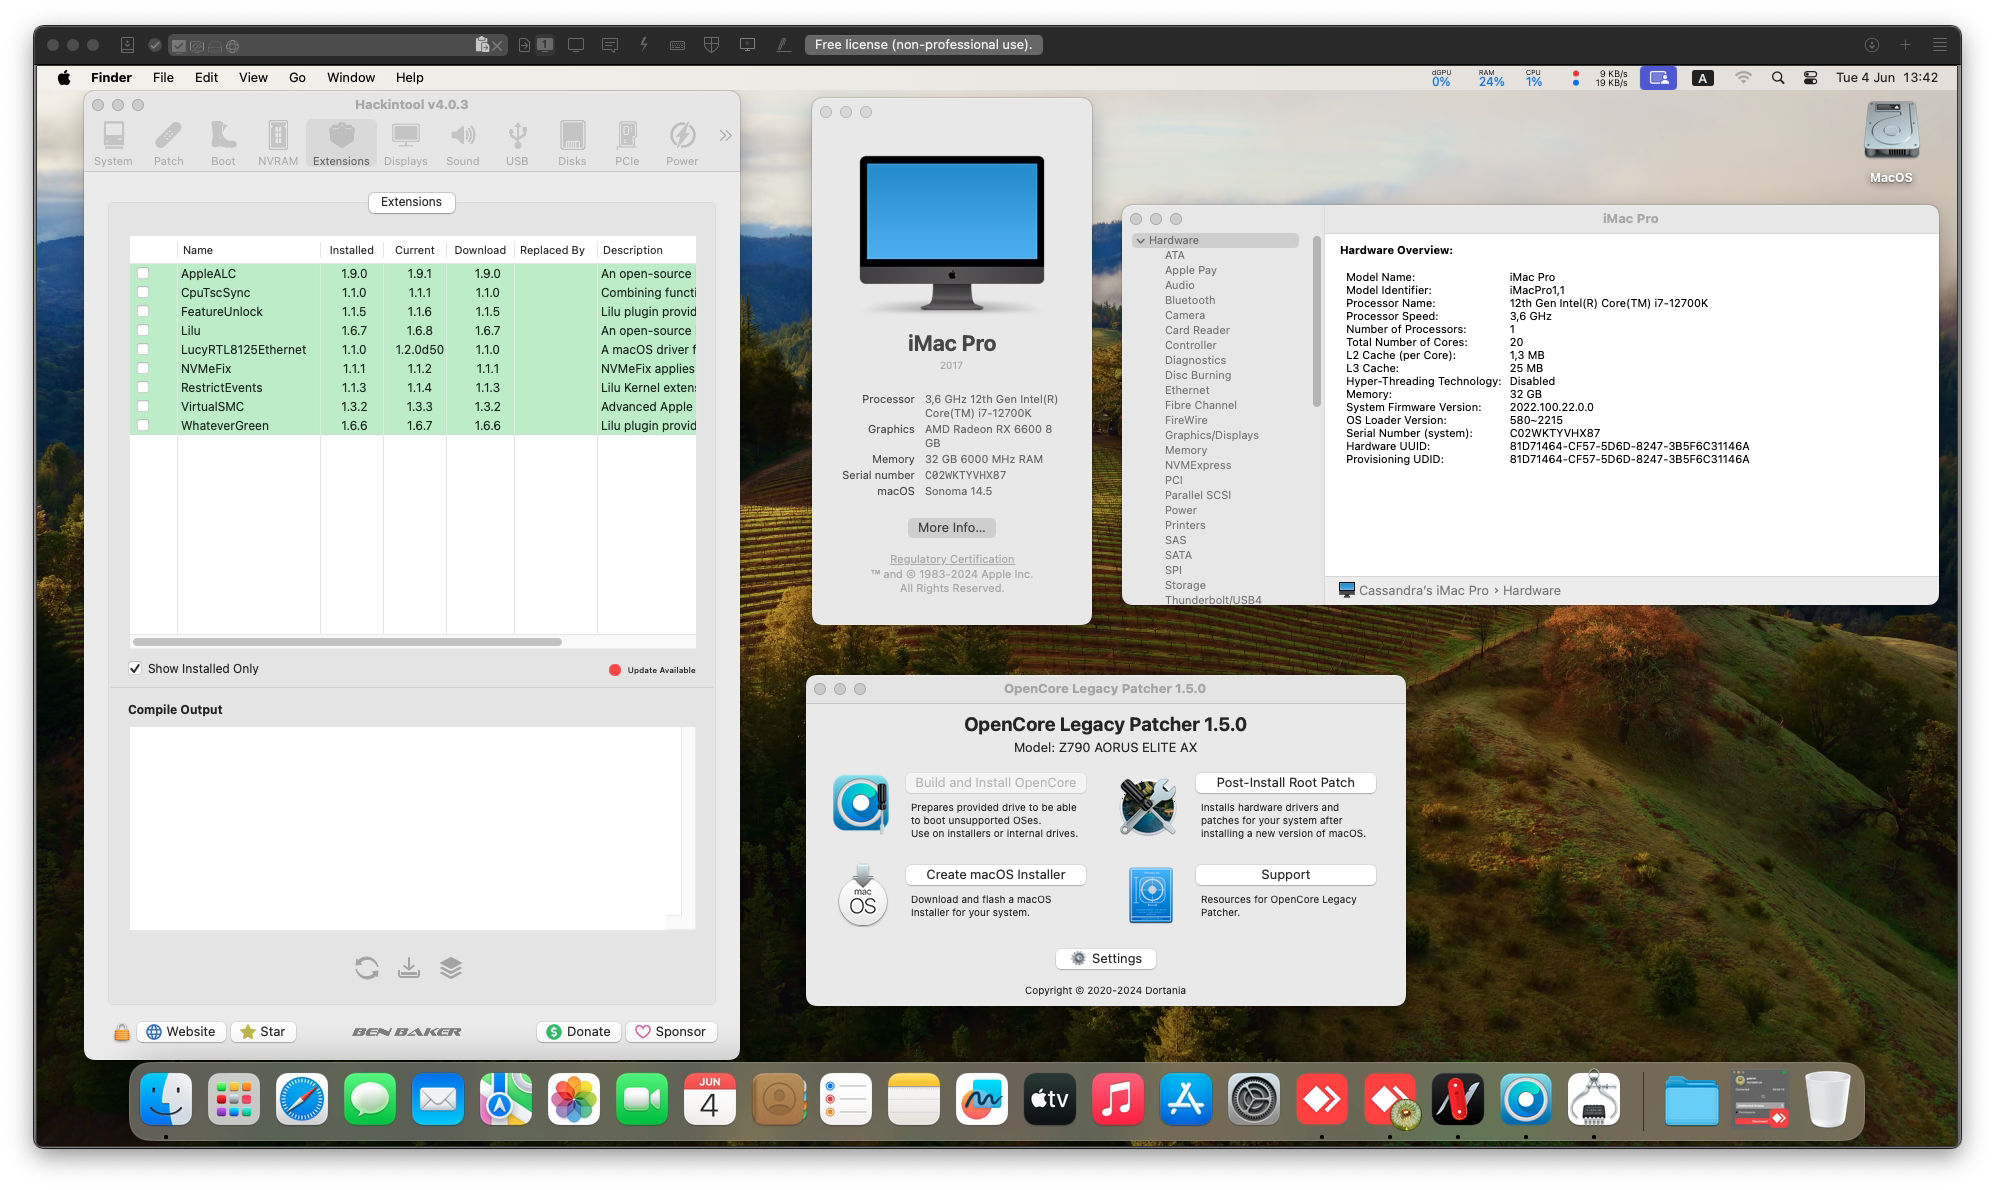 1
Free license (non-professional use).
Finder File Edit View Go Window Help
dGPU 0% RAM 24% CPU 1% 9 KB/s 19 KB/s A Tue 4 Jun 13:42
MacOS
Hackintool v4.0.3
System Patch Boot NVRAM Extensions Displays Sound USB Disks PCIe Power
Extensions
Name Installed Current Download Replaced By Description
AppleALC 1.9.0 1.9.1 1.9.0 An open-source
CpuTscSync 1.1.0 1.1.1 1.1.0 Combining functi
FeatureUnlock 1.1.5 1.1.6 1.1.5 Lilu plugin provid
Lilu 1.6.7 1.6.8 1.6.7 An open-source
LucyRTL8125Ethernet 1.1.0 1.2.0d50 1.1.0 A macOS driver f
NVMeFix 1.1.1 1.1.2 1.1.1 NVMeFix applies
RestrictEvents 1.1.3 1.1.4 1.1.3 Lilu Kernel exten
VirtualSMC 1.3.2 1.3.3 1.3.2 Advanced Apple
WhateverGreen 1.6.6 1.6.7 1.6.6 Lilu plugin provid
Show Installed Only
Update Available
Compile Output
Website Star BEN BAKER Donate Sponsor
iMac Pro
2017
Processor 3,6 GHz 12th Gen Intel(R)
Core(TM) i7-12700K
Graphics AMD Radeon RX 6600 8
GB
Memory 32 GB 6000 MHz RAM
Serial number C02WKTYVHX87
macOS Sonoma 14.5
More Info...
Regulatory Certification
™ and © 1983-2024 Apple Inc.
All Rights Reserved.
iMac Pro
Hardware
ATA
Apple Pay
Audio
Bluetooth
Camera
Card Reader
Controller
Diagnostics
Disc Burning
Ethernet
Fibre Channel
FireWire
Graphics/Displays
Memory
NVMExpress
PCI
Parallel SCSI
Power
Printers
SAS
SATA
SPI
Storage
Thunderbolt/USB4
Hardware Overview:
Model Name: iMac Pro
Model Identifier: iMacPro1,1
Processor Name: 12th Gen Intel(R) Core(TM) i7-12700K
Processor Speed: 3,6 GHz
Number of Processors: 1
Total Number of Cores: 20
L2 Cache (per Core): 1,3 MB
L3 Cache: 25 MB
Hyper-Threading Technology: Disabled
Memory: 32 GB
System Firmware Version: 2022.100.22.0.0
OS Loader Version: 580~2215
Serial Number (system): C02WKTYVHX87
Hardware UUID: 81D71464-CF57-5D6D-8247-3B5F6C31146A
Provisioning UDID: 81D71464-CF57-5D6D-8247-3B5F6C31146A
Cassandra's iMac Pro › Hardware
OpenCore Legacy Patcher 1.5.0
OpenCore Legacy Patcher 1.5.0
Model: Z790 AORUS ELITE AX
Build and Install OpenCore
Prepares provided drive to be able
to boot unsupported OSes.
Use on installers or internal drives.
Post-Install Root Patch
Installs hardware drivers and
patches for your system after
installing a new version of macOS.
mac
OS
Create macOS Installer
Download and flash a macOS
Installer for your system.
Support
Resources for OpenCore Legacy
Patcher.
Settings
Copyright © 2020-2024 Dortania
JUN
4
tv